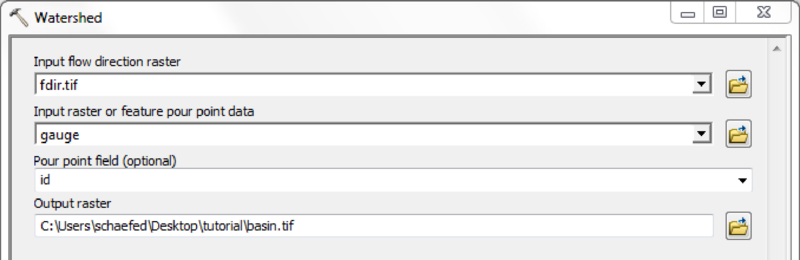 Watershed
Input flow direction raster
fdir.tif
Input raster or feature pour point data
gauge
Pour point field (optional)
id
Output raster
C:\Users\schaefed\Desktop\tutorial\basin.tif